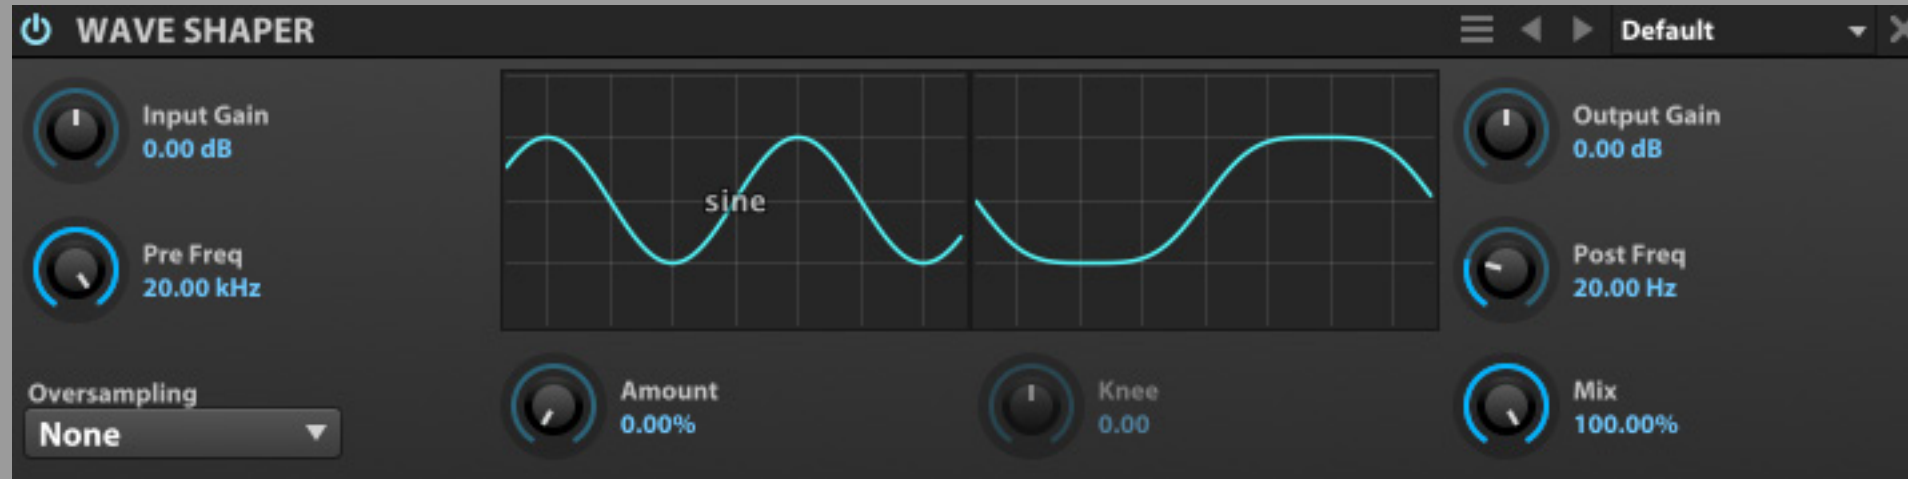 WAVE SHAPER
Default
Input Gain
0.00 dB
Pre Freq
20.00 kHz
Oversampling
None
sine
Amount
0.00%
Knee
0.00
Output Gain
0.00 dB
Post Freq
20.00 Hz
Mix
100.00%